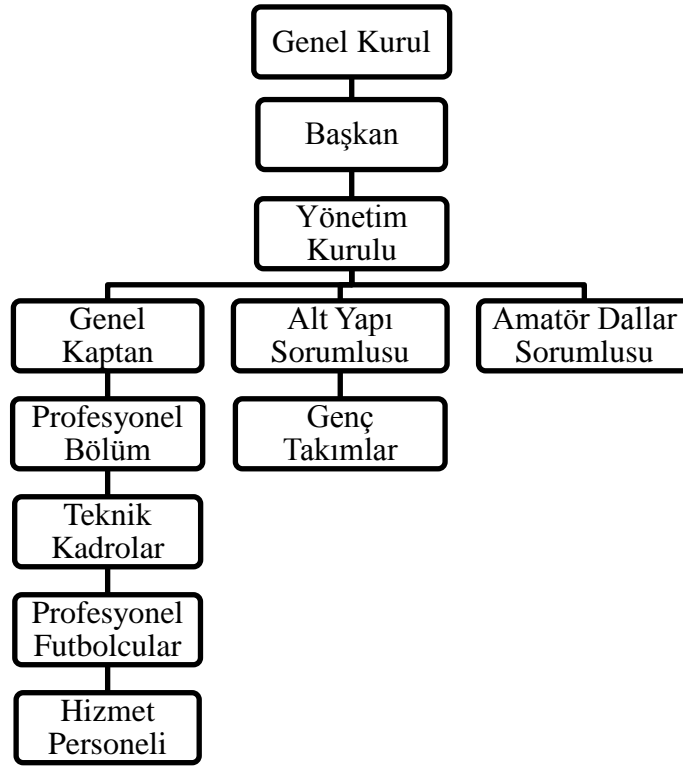 Genel Kurul
Başkan
Yönetim
Kurulu
Genel
Kaptan
Alt Yapı
Sorumlusu
Amatör Dallar
Sorumlusu
Profesyonel
Bölüm
Genç
Takımlar
Teknik
Kadrolar
Profesyonel
Futbolcular
Hizmet
Personeli